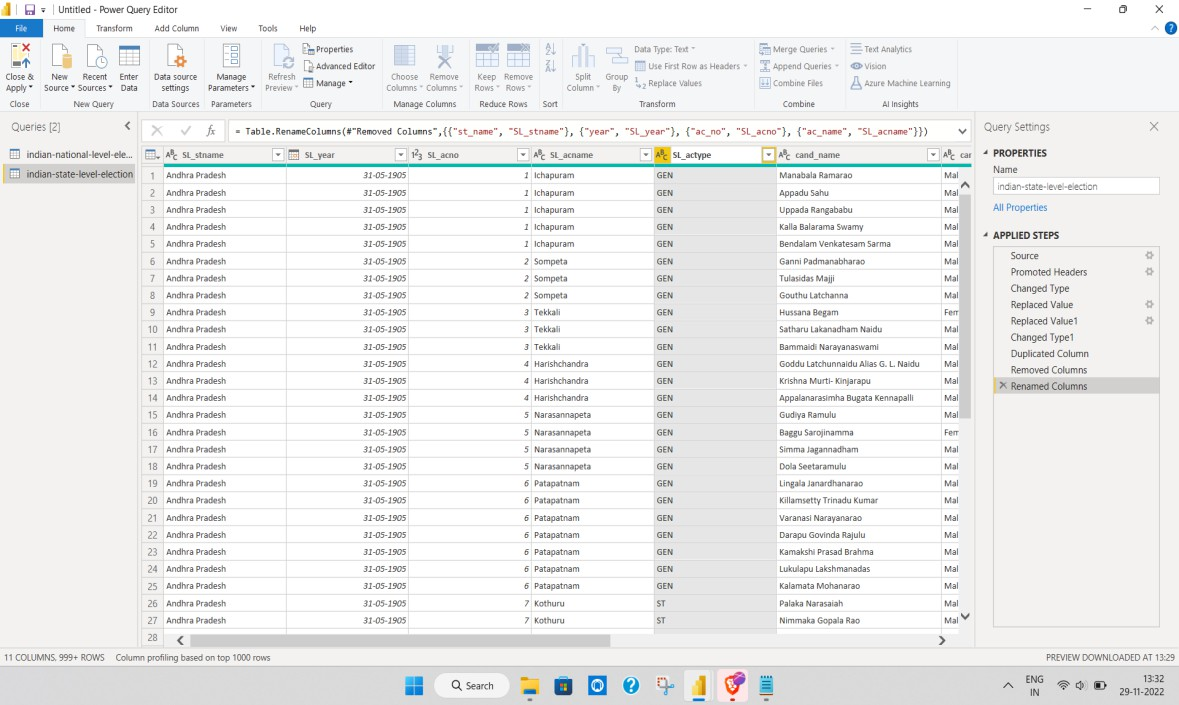 Untitled - Power Query Editor
File Home Transform Add Column View Tools Help
Close & Apply
New Source
Recent Sources
Enter Data
Data source settings
Manage Parameters
Refresh Preview
Properties
Advanced Editor
Manage
Choose Columns
Remove Columns
Keep Rows
Remove Rows
Split Column
Group By
Data Type: Text
Use First Row as Headers
Replace Values
Merge Queries
Append Queries
Combine Files
Text Analytics
Vision
Azure Machine Learning
Close New Query Data Sources Parameters Query Manage Columns Reduce Rows Sort Transform Combine AI Insights
Queries [2]
indian-national-level-ele...
indian-state-level-election
= Table.RenameColumns(#"Removed Columns",{{"st_name", "SL_stname"}, {"year", "SL_year"}, {"ac_no", "SL_acno"}, {"ac_name", "SL_acname"}})
SL_stname SL_year SL_acno SL_acname SL_actype cand_name car
1 Andhra Pradesh 31-05-1905 1 Ichapuram GEN Manabala Ramarao Mal
2 Andhra Pradesh 31-05-1905 1 Ichapuram GEN Appadu Sahu Mal
3 Andhra Pradesh 31-05-1905 1 Ichapuram GEN Uppada Rangababu Mal
4 Andhra Pradesh 31-05-1905 1 Ichapuram GEN Kalla Balarama Swamy Mal
5 Andhra Pradesh 31-05-1905 1 Ichapuram GEN Bendalam Venkatesam Sarma Mal
6 Andhra Pradesh 31-05-1905 2 Sompeta GEN Ganni Padmanabharao Mal
7 Andhra Pradesh 31-05-1905 2 Sompeta GEN Tulasidas Majji Mal
8 Andhra Pradesh 31-05-1905 2 Sompeta GEN Gouthu Latchanna Mal
9 Andhra Pradesh 31-05-1905 3 Tekkali GEN Hussana Begam Fem
10 Andhra Pradesh 31-05-1905 3 Tekkali GEN Satharu Lakanadham Naidu Mal
11 Andhra Pradesh 31-05-1905 3 Tekkali GEN Bammaidi Narayanaswami Mal
12 Andhra Pradesh 31-05-1905 4 Harishchandra GEN Goddu Latchunnaidu Alias G. L. Naidu Mal
13 Andhra Pradesh 31-05-1905 4 Harishchandra GEN Krishna Murti- Kinjarapu Mal
14 Andhra Pradesh 31-05-1905 4 Harishchandra GEN Appalanarasimha Bugata Kennapalli Mal
15 Andhra Pradesh 31-05-1905 5 Narasannapeta GEN Gudiya Ramulu Mal
16 Andhra Pradesh 31-05-1905 5 Narasannapeta GEN Baggu Sarojinamma Fem
17 Andhra Pradesh 31-05-1905 5 Narasannapeta GEN Simma Jagannadham Mal
18 Andhra Pradesh 31-05-1905 5 Narasannapeta GEN Dola Seetaramulu Mal
19 Andhra Pradesh 31-05-1905 6 Patapatnam GEN Lingala Janardhanarao Mal
20 Andhra Pradesh 31-05-1905 6 Patapatnam GEN Killamsetty Trinadu Kumar Mal
21 Andhra Pradesh 31-05-1905 6 Patapatnam GEN Varanasi Narayanarao Mal
22 Andhra Pradesh 31-05-1905 6 Patapatnam GEN Darapu Govinda Rajulu Mal
23 Andhra Pradesh 31-05-1905 6 Patapatnam GEN Kamakshi Prasad Brahma Mal
24 Andhra Pradesh 31-05-1905 6 Patapatnam GEN Lukulapu Lakshmanadas Mal
25 Andhra Pradesh 31-05-1905 6 Patapatnam GEN Kalamata Mohanarao Mal
26 Andhra Pradesh 31-05-1905 7 Kothuru ST Palaka Narasaiah Mal
27 Andhra Pradesh 31-05-1905 7 Kothuru ST Nimmaka Gopala Rao Mal
28
Query Settings
PROPERTIES
Name
indian-state-level-election
All Properties
APPLIED STEPS
Source
Promoted Headers
Changed Type
Replaced Value
Replaced Value1
Changed Type1
Duplicated Column
Removed Columns
Renamed Columns
11 COLUMNS, 999+ ROWS Column profiling based on top 1000 rows PREVIEW DOWNLOADED AT 13:29
Search
ENG
IN
13:32
29-11-2022